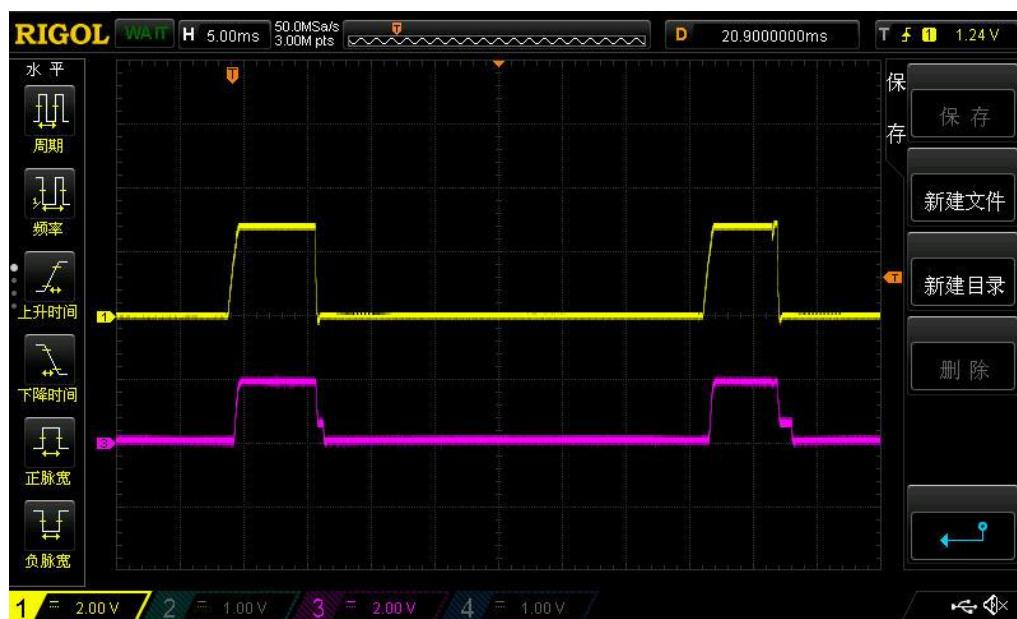 RIGOL WAIT H 5.00ms 50.0MSa/s 3.00M pts T D 20.9000000ms T 1 1.24 V
水平
周期
频率
上升时间
下降时间
正脉宽
负脉宽
T
1
3
T
保存
保存
新建文件
新建目录
删除
1 = 2.00 V 2 = 1.00 V 3 = 2.00 V 4 = 1.00 V